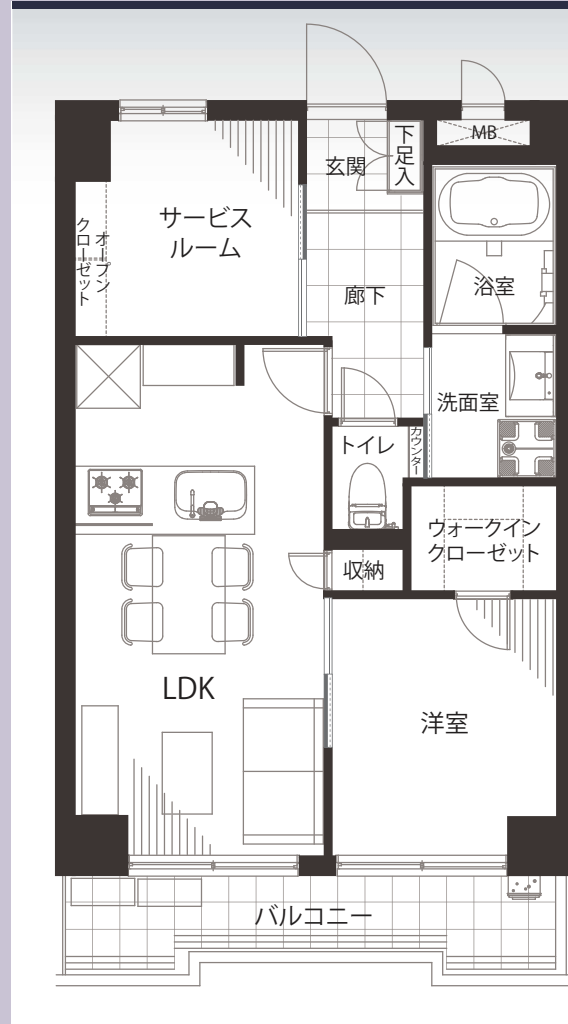 MB
下足入
玄関
サービス
ルーム
オープン
クローゼット
廊下
浴室
洗面室
トイレ
カウンター
ウォークイン
クローゼット
収納
LDK
洋室
バルコニー